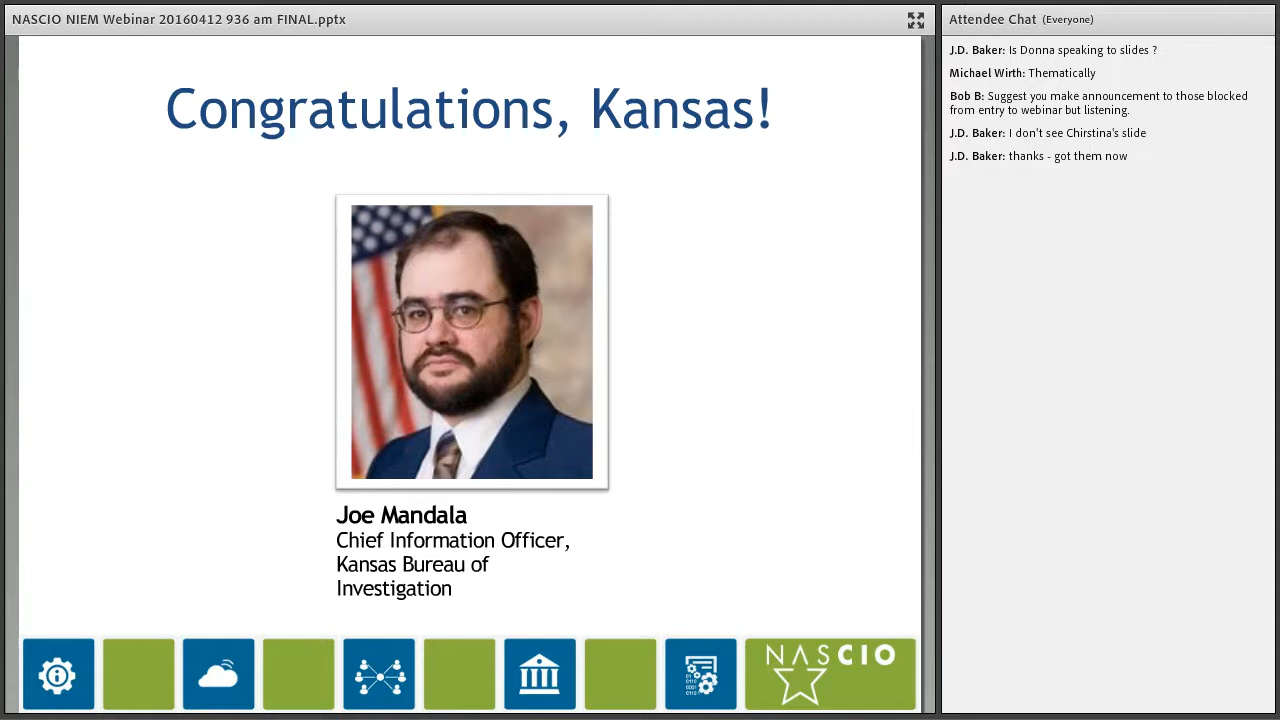 NASCIO NIEM Webinar 20160412 936 am FINAL.pptx
Congratulations, Kansas!
Joe Mandala
Chief Information Officer,
Kansas Bureau of
Investigation
NASCIO
Attendee Chat (Everyone)
J.D. Baker: Is Donna speaking to slides ?
Michael Wirth: Thematically
Bob B: Suggest you make announcement to those blocked
from entry to webinar but listening.
J.D. Baker: I don't see Chirstina's slide
J.D. Baker: thanks - got them now